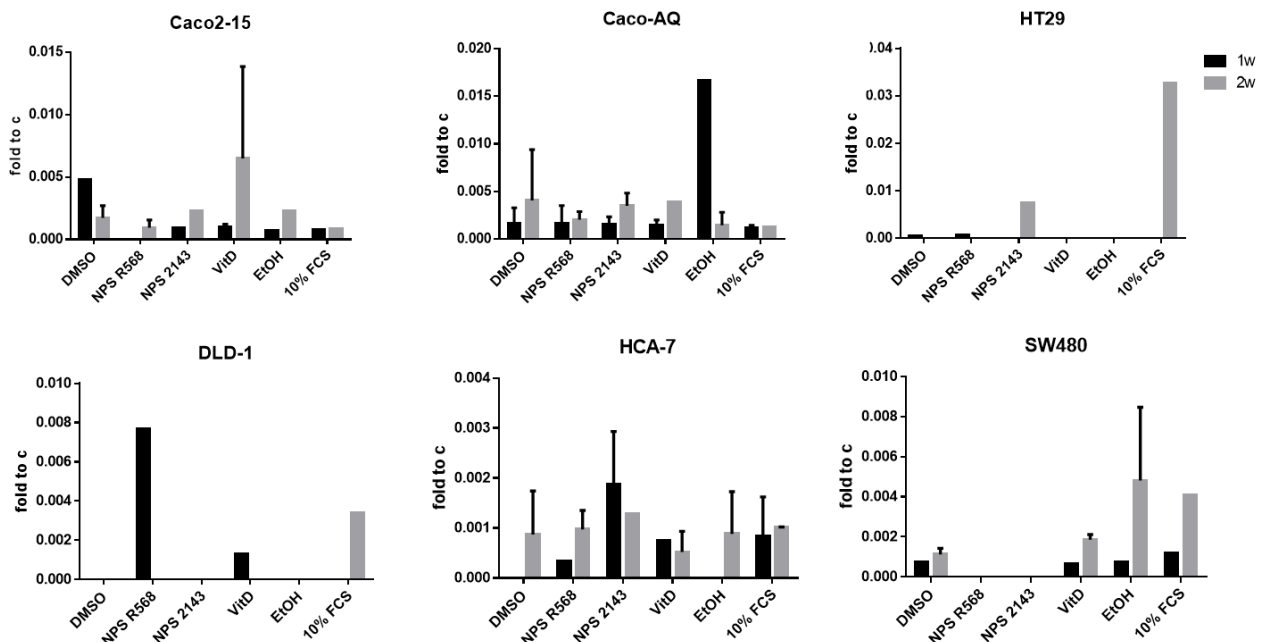 Caco2-15
fold to c
0.015
0.010
0.005
0.000
DMSO
NPS R568
NPS 2143
VitD
EtOH
10% FCS
Caco-AQ
fold to c
0.020
0.015
0.010
0.005
0.000
DMSO
NPS R568
NPS 2143
VitD
EtOH
10% FCS
HT29
fold to c
0.04
0.03
0.02
0.01
0.00
DMSO
NPS R568
NPS 2143
VitD
EtOH
10% FCS
1w
2w
DLD-1
fold to c
0.010
0.008
0.006
0.004
0.002
0.000
DMSO
NPS R568
NPS 2143
VitD
EtOH
10% FCS
HCA-7
fold to c
0.004
0.003
0.002
0.001
0.000
DMSO
NPS R568
NPS 2143
VitD
EtOH
10% FCS
SW480
fold to c
0.010
0.008
0.006
0.004
0.002
0.000
DMSO
NPS R568
NPS 2143
VitD
EtOH
10% FCS